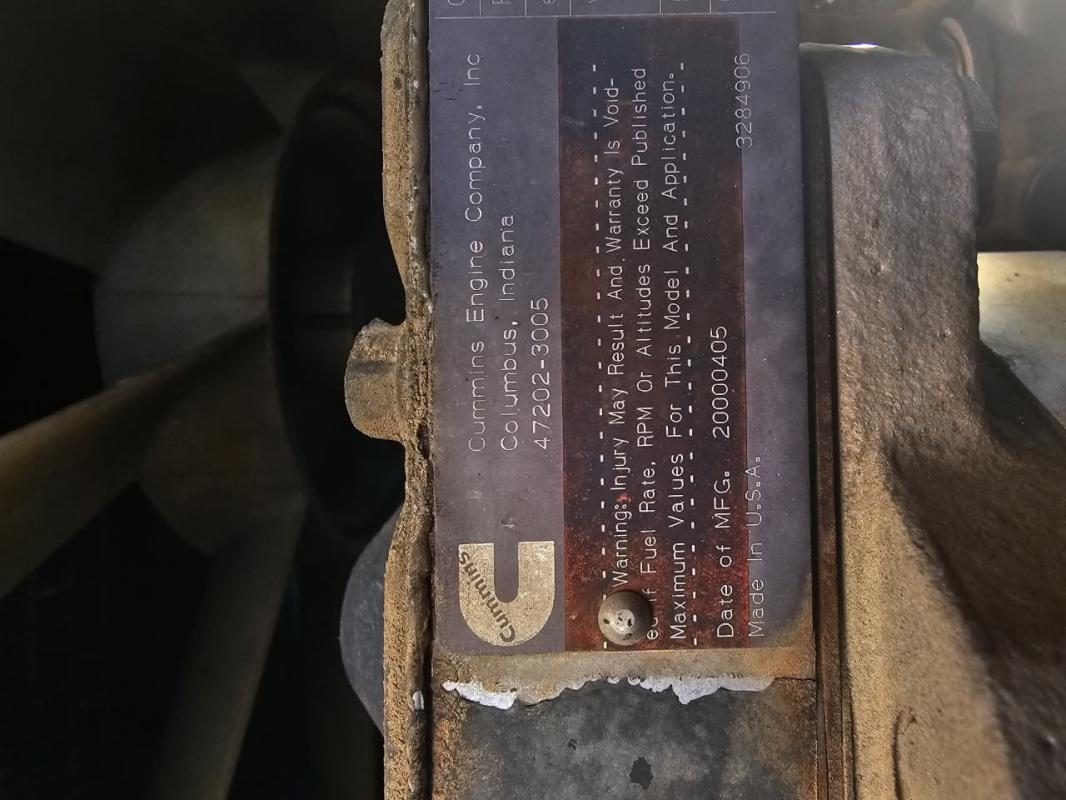 Cummins
Cummins Engine Company, Inc
Columbus, Indiana
47202-3005
Warning: Injury May Result And Warranty Is Void-
ed If Fuel Rate, RPM Or Altitudes Exceed Published
Maximum Values For This Model And Application.
Date of MFG. 20000405
Made In U.S.A.
3284906